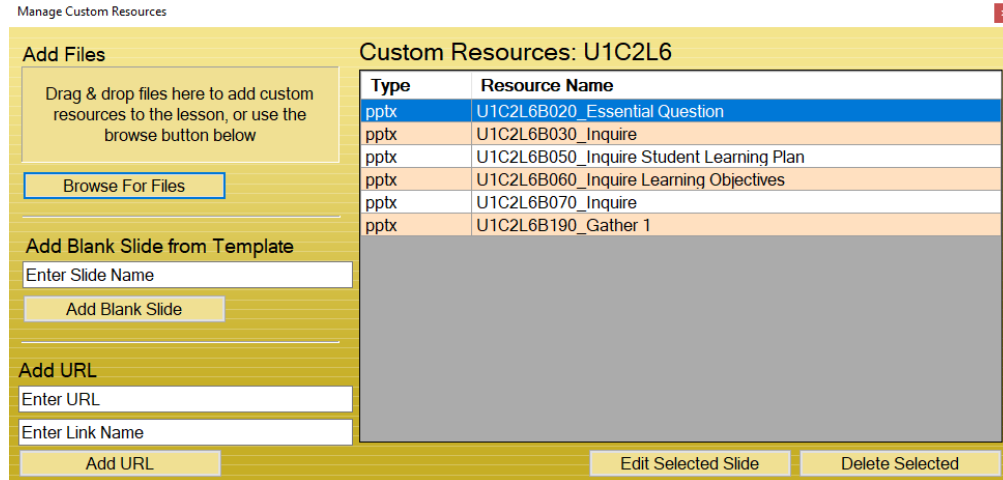 Manage Custom Resources
Add Files
Drag & drop files here to add custom
resources to the lesson, or use the
browse button below
Browse For Files
Add Blank Slide from Template
Enter Slide Name
Add Blank Slide
Add URL
Enter URL
Enter Link Name
Add URL
Custom Resources: U1C2L6
Type Resource Name
pptx U1C2L6B020_Essential Question
pptx U1C2L6B030_Inquire
pptx U1C2L6B050_Inquire Student Learning Plan
pptx U1C2L6B060_Inquire Learning Objectives
pptx U1C2L6B070_Inquire
pptx U1C2L6B190_Gather 1
Edit Selected Slide
Delete Selected